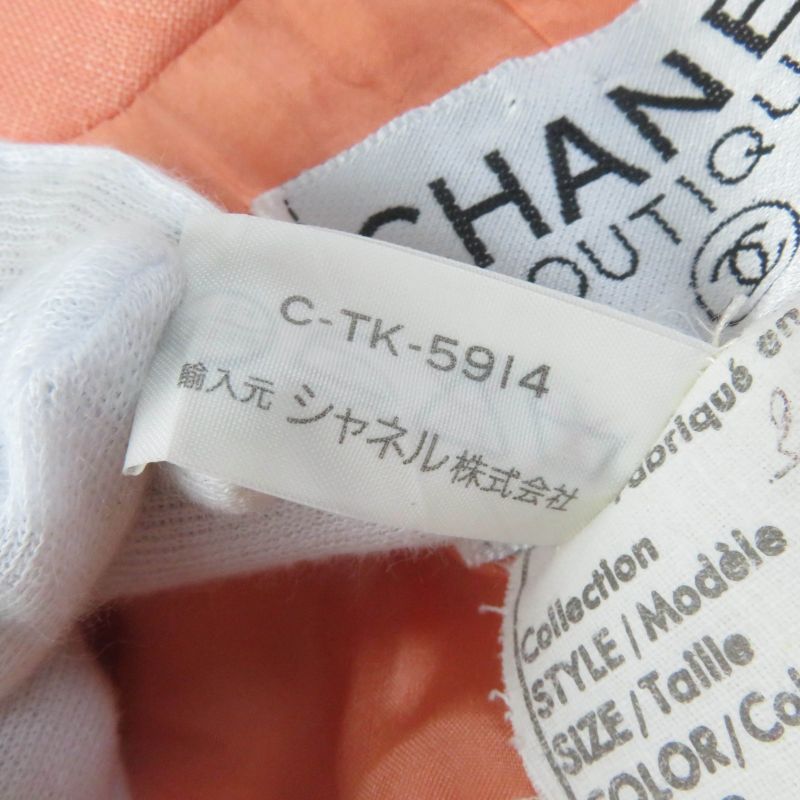 CHANE
BOUTIQU
C-TK-5914
輸入元 シャネル株式会社
Fabriqué en
Collection
STYLE/Modèle
SIZE/Taille
COLOR/Co